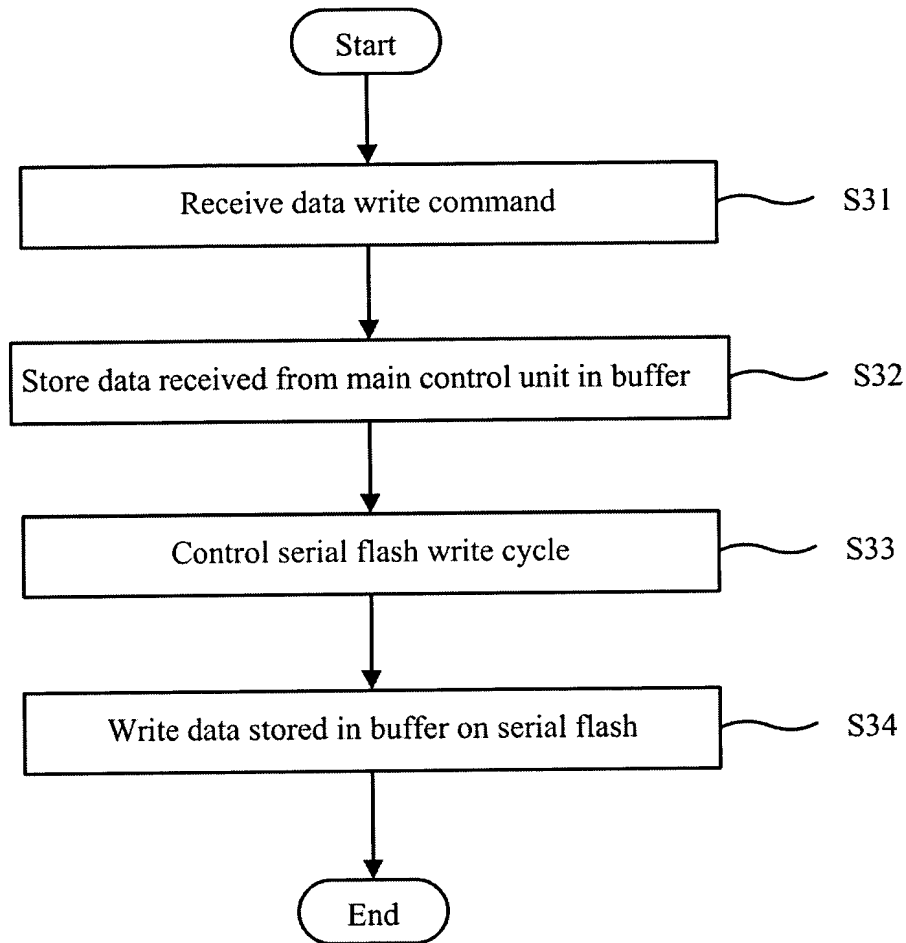 Start
Receive data write command
S31
Store data received from main control unit in buffer
S32
Control serial flash write cycle
S33
Write data stored in buffer on serial flash
S34
End